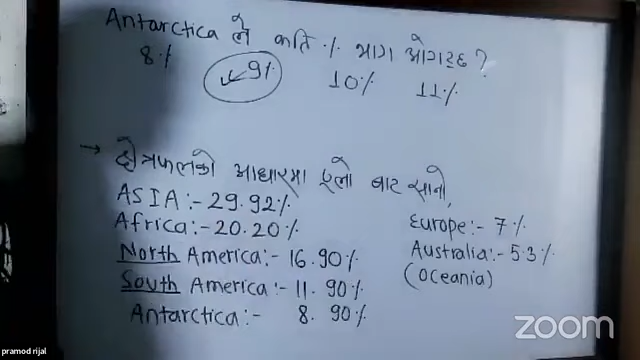 Antarctica ले कति % भाग ओगट्छ ?
8% ✓9% 10% 11%
→ क्षेत्रफलको आधारमा ठूलो बाट सानो,
ASIA :- 29.92%
Africa :- 20.20%
North America :- 16.90%
South America :- 11.90%
Antarctica :- 8.90%
Europe :- 7%
Australia :- 5.3%
(Oceania)
zoom
pramod rijal